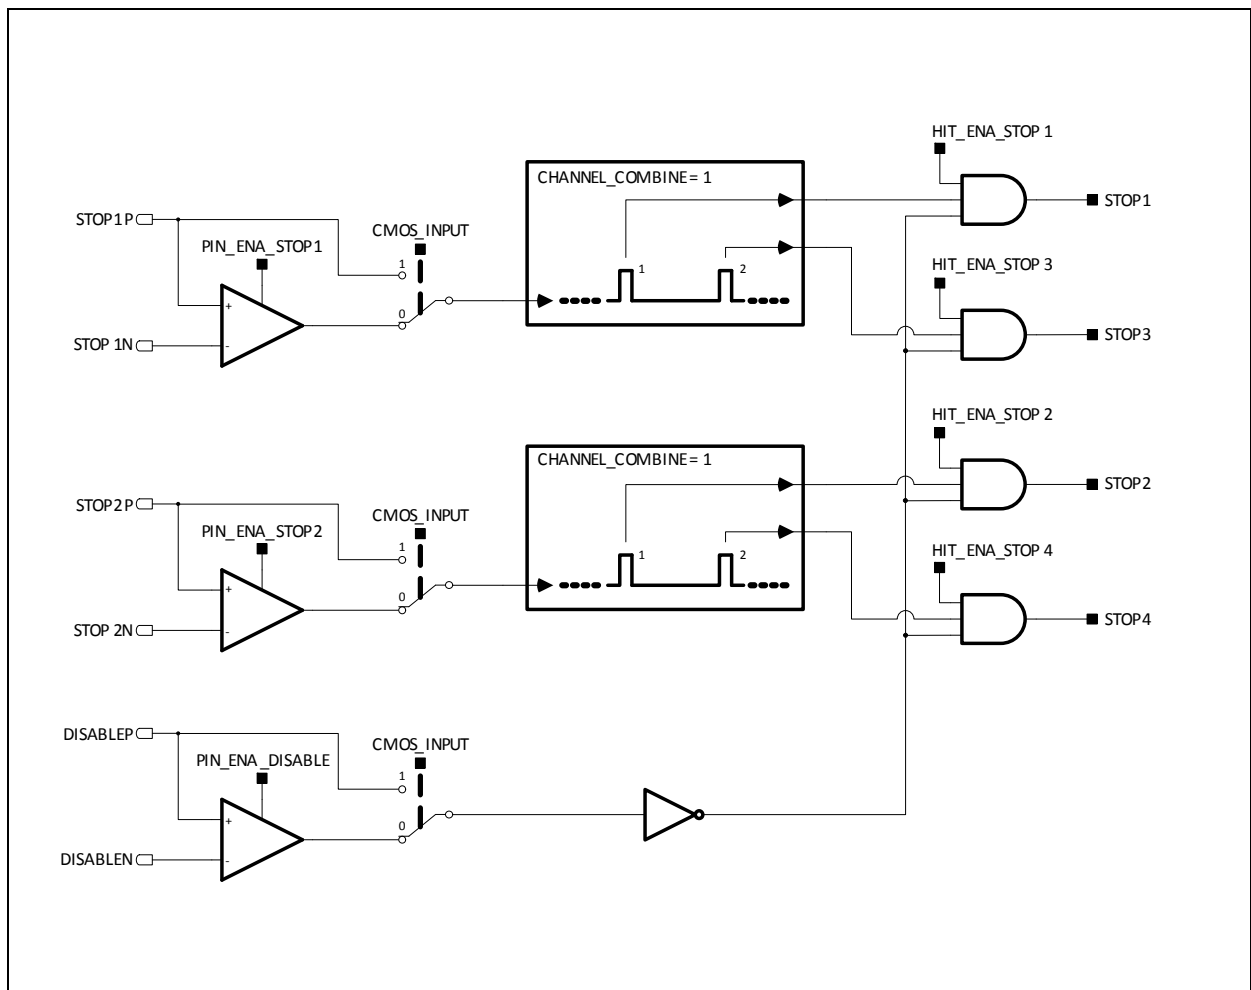 HIT_ENA_STOP 1
CHANNEL_COMBINE = 1
STOP1
STOP1P
CMOS_INPUT
PIN_ENA_STOP1
1
HIT_ENA_STOP 3
1
2
+
0
STOP3
STOP 1N
-
HIT_ENA_STOP 2
CHANNEL_COMBINE = 1
STOP2
STOP2P
CMOS_INPUT
PIN_ENA_STOP2
1
HIT_ENA_STOP 4
1
2
+
0
STOP4
STOP 2N
-
DISABLEP
CMOS_INPUT
PIN_ENA_DISABLE
1
+
0
DISABLEN
-